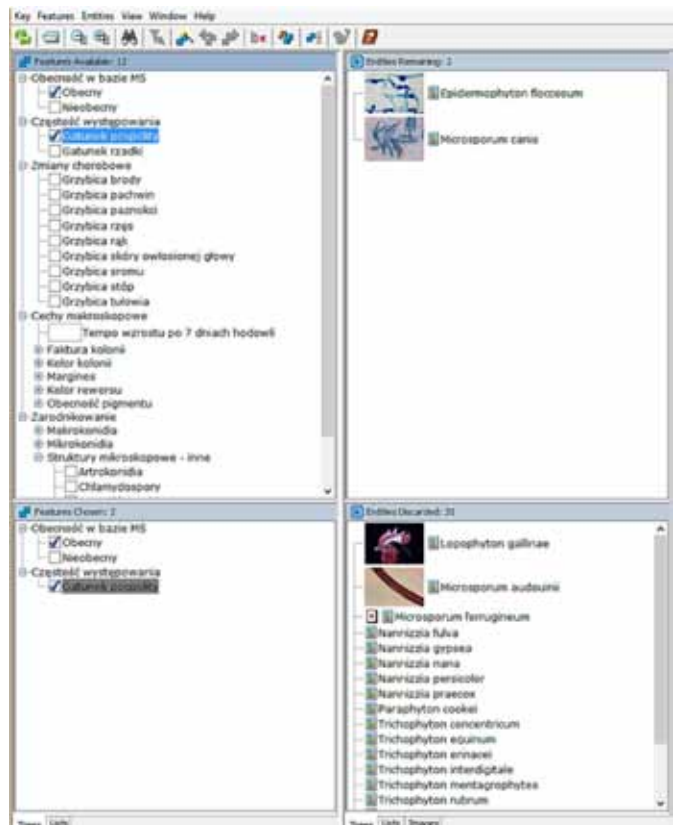 Key Features Entities View Window Help
Features Available: 12
Obecność w bazie MS
Obecny
Nieobecny
Częstość występowania
Gatunek pospolity
Gatunek rzadki
Zmiany chorobowe
Grzybica brody
Grzybica pachwin
Grzybica paznokci
Grzybica rzęs
Grzybica rąk
Grzybica skóry owłosionej głowy
Grzybica sromu
Grzybica stóp
Grzybica tułowia
Cechy makroskopowe
Tempo wzrostu po 7 dniach hodowli
Faktura kolonii
Kolor kolonii
Margines
Kolor rewersu
Obecność pigmentu
Zarodnikowanie
Makrokonidia
Mikrokonidia
Struktury mikroskopowe - inne
Artrokonidia
Chlamydospory
Entities Remaining: 2
Epidermophyton floccosum
Microsporum canis
Features Chosen: 2
Obecność w bazie MS
Obecny
Nieobecny
Częstość występowania
Gatunek pospolity
Entities Discarded: 31
Lopophyton gallinae
Microsporum audouinii
Microsporum ferrugineum
Nannizzia fulva
Nannizzia gypsea
Nannizzia nana
Nannizzia persicolor
Nannizzia praecox
Paraphyton cookei
Trichophyton concentricum
Trichophyton equinum
Trichophyton erinacei
Trichophyton interdigitale
Trichophyton mentagrophytes
Trichophyton rubrum
Trees Lists
Trees Lists Images